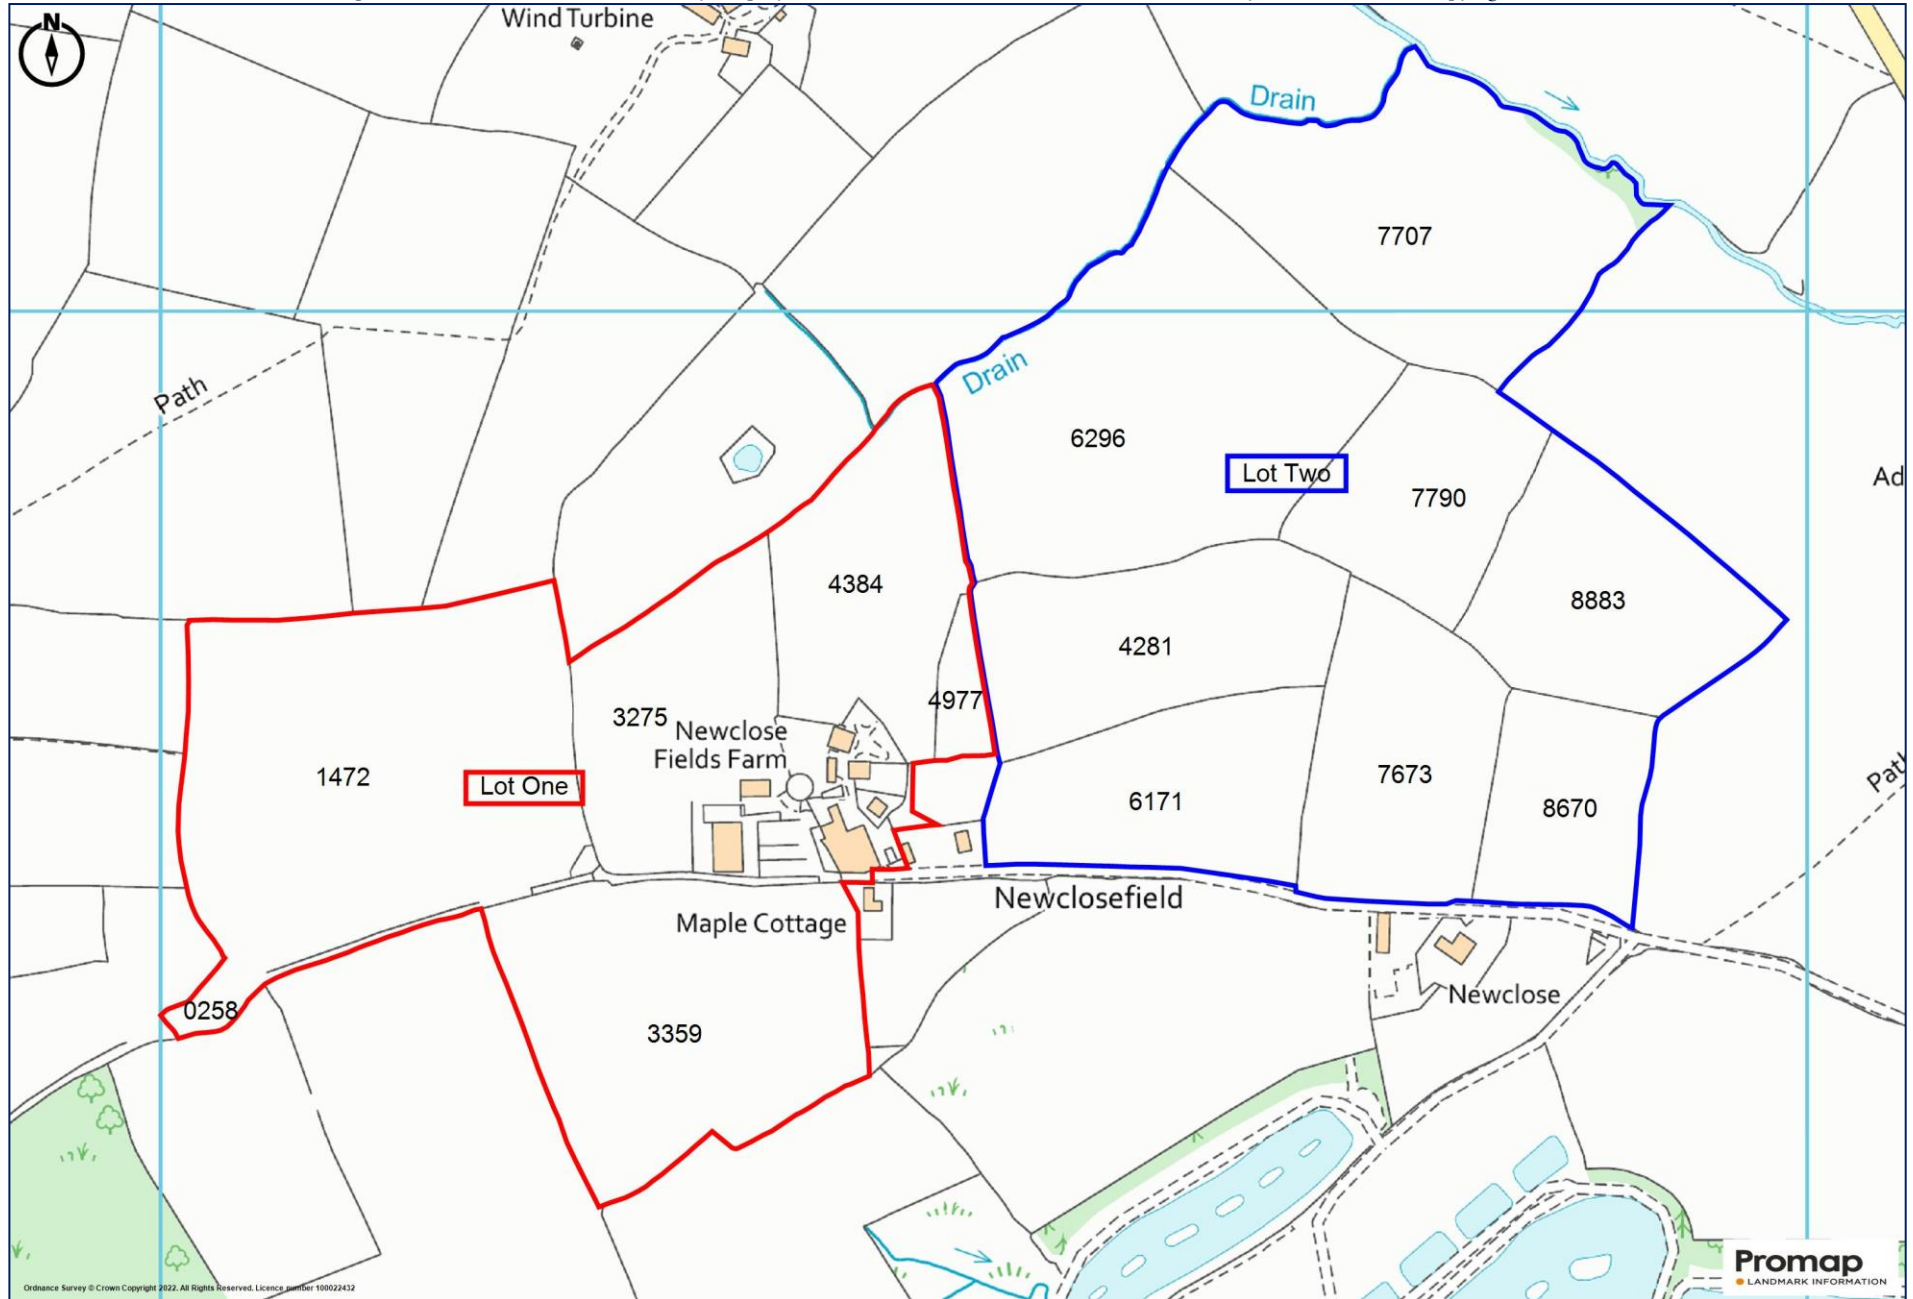 N
Wind Turbine
Drain
7707
Path
Drain
6296
Lot Two
7790
Ad
4384
8883
4281
4977
3275
Newclose
Fields Farm
1472
Lot One
7673
Path
6171
8670
Newclosefield
Maple Cottage
Newclose
0258
3359
Promap
LANDMARK INFORMATION
Ordnance Survey © Crown Copyright 2022. All Rights Reserved. Licence number 100022432